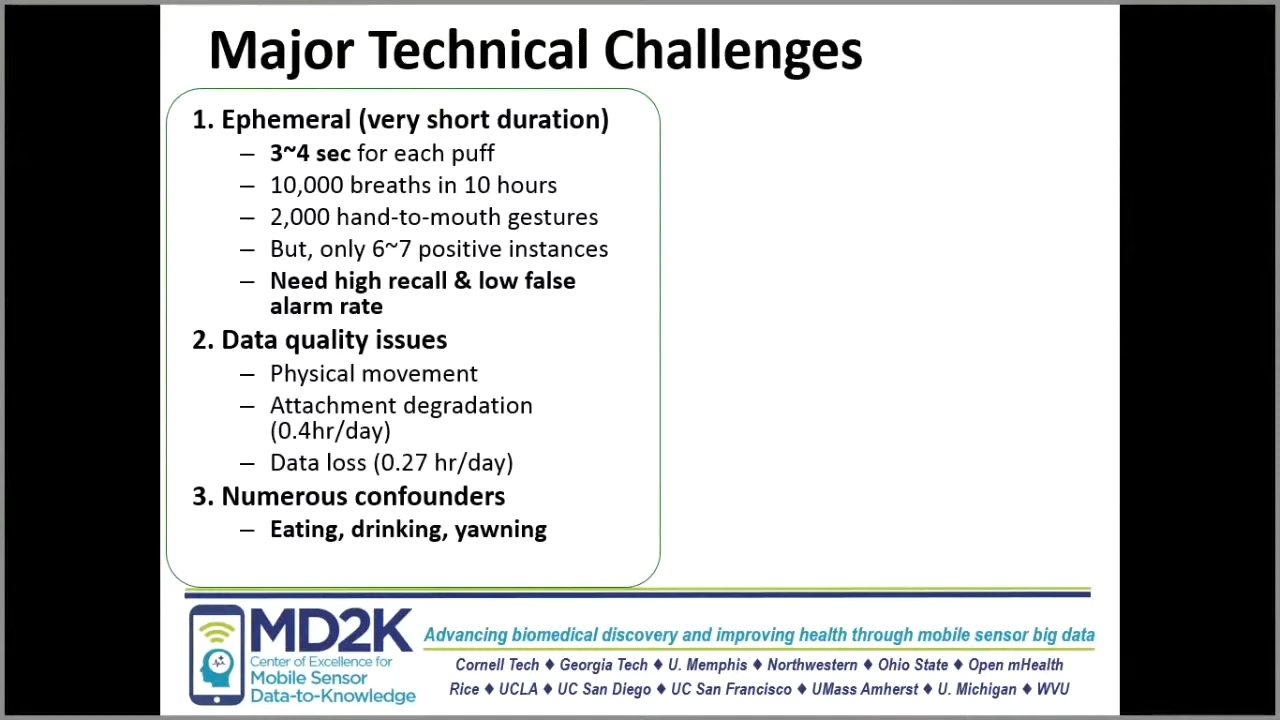 Major Technical Challenges
1. Ephemeral (very short duration)
– 3~4 sec for each puff
– 10,000 breaths in 10 hours
– 2,000 hand-to-mouth gestures
– But, only 6~7 positive instances
– Need high recall & low false
alarm rate
2. Data quality issues
– Physical movement
– Attachment degradation
(0.4hr/day)
– Data loss (0.27 hr/day)
3. Numerous confounders
– Eating, drinking, yawning
MD2K
Center of Excellence for
Mobile Sensor
Data-to-Knowledge
Advancing biomedical discovery and improving health through mobile sensor big data
Cornell Tech ♦ Georgia Tech ♦ U. Memphis ♦ Northwestern ♦ Ohio State ♦ Open mHealth
Rice ♦ UCLA ♦ UC San Diego ♦ UC San Francisco ♦ UMass Amherst ♦ U. Michigan ♦ WVU